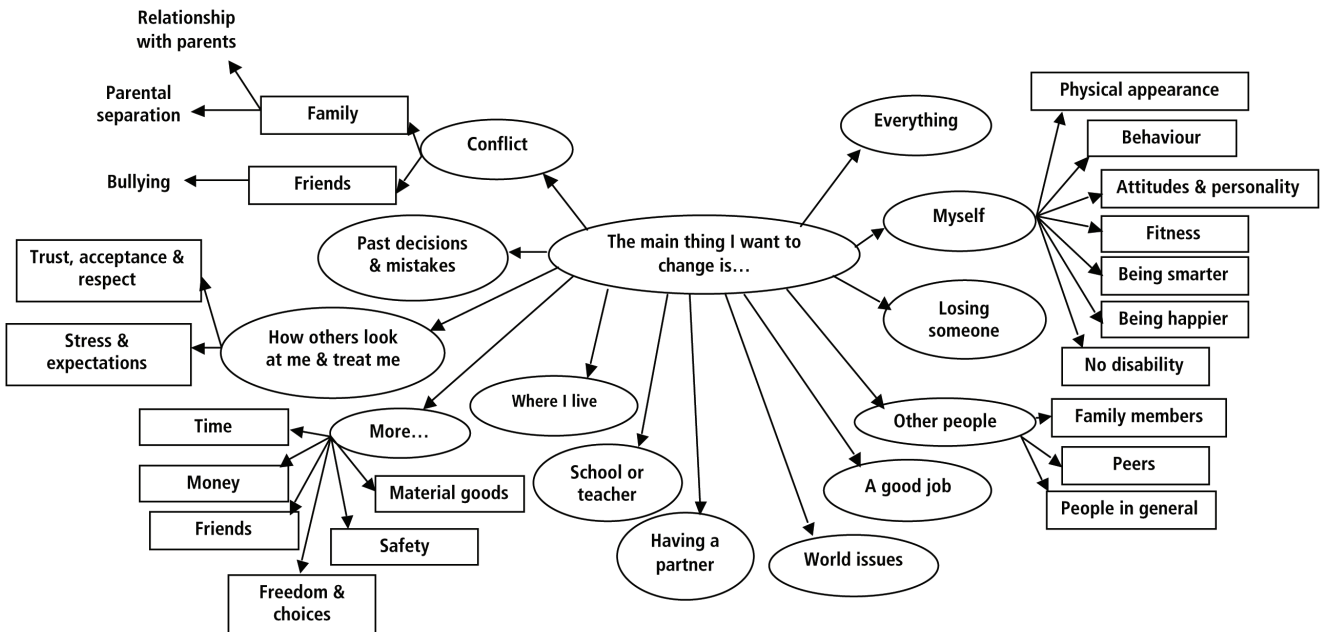 Relationship
with parents
Parental
separation
Family
Conflict
Bullying
Friends
Everything
Physical appearance
Behaviour
Attitudes & personality
Myself
Fitness
Being smarter
Being happier
No disability
The main thing I want to
change is…
Past decisions
& mistakes
Trust, acceptance &
respect
Stress &
expectations
How others look
at me & treat me
Losing
someone
Where I live
Other people
Family members
Peers
People in general
More…
Time
Money
Friends
Freedom &
choices
Safety
Material goods
School or
teacher
Having a
partner
World issues
A good job